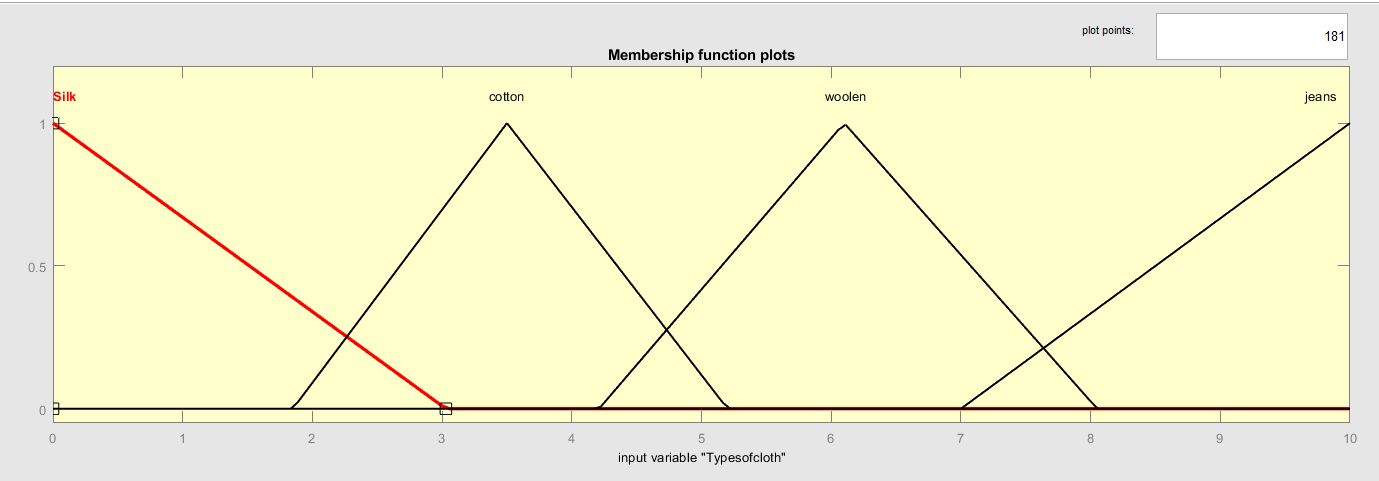 plot points: 181
Membership function plots
Silk cotton woolen jeans
1
0.5
0
0 1 2 3 4 5 6 7 8 9 10
input variable "Typesofcloth"